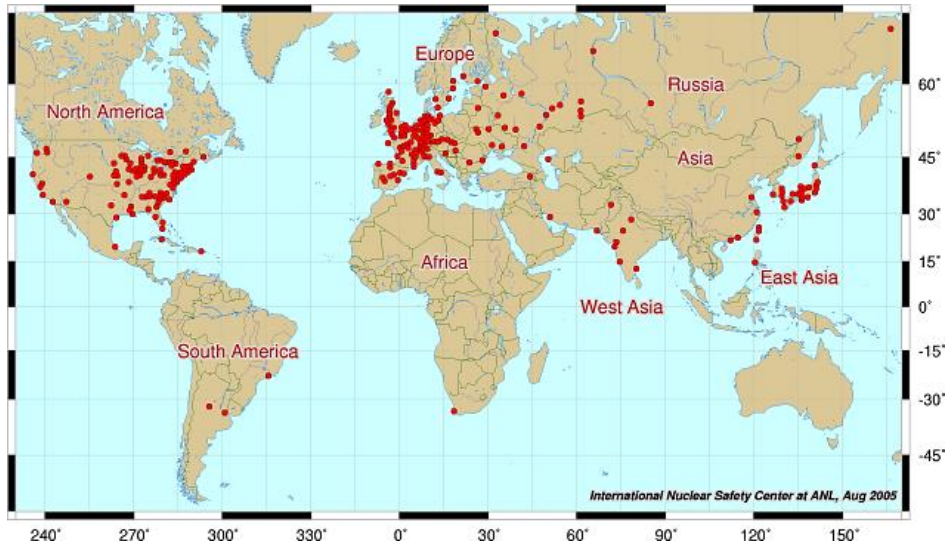 Europe
Russia
North America
Asia
Africa
East Asia
West Asia
South America
60˚
45˚
30˚
15˚
0˚
-15˚
-30˚
-45˚
International Nuclear Safety Center at ANL, Aug 2005
240˚ 270˚ 300˚ 330˚ 0˚ 30˚ 60˚ 90˚ 120˚ 150˚